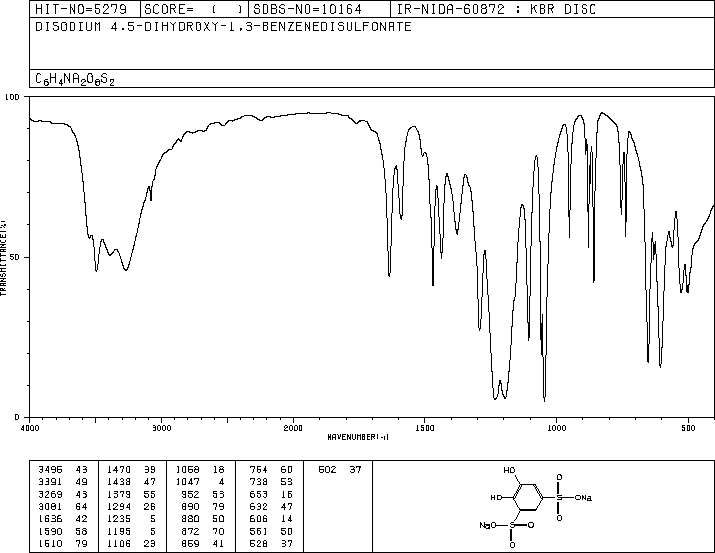 HIT-NO=5279 SCORE= ( ) SDBS-NO=10164 IR-NIDA-60872 : KBR DISC
DISODIUM 4,5-DIHYDROXY-1,3-BENZENEDISULFONATE
C6H4NA2O8S2
100
50
0
TRANSMITTANCE(%)
4000 3500 3000 2000 1500 1000 500
WAVENUMBER(-1)
3495 43 1470 39 1058 18 764 60 502 37
3391 49 1438 47 1047 4 738 53
3269 43 1379 55 952 53 653 16
3081 64 1294 26 890 79 632 47
1636 42 1235 5 880 50 606 14
1590 58 1195 5 872 70 561 50
1510 79 1106 23 859 41 528 37
HO
HO
O
S
ONa
O
O
NaO
S
O
O